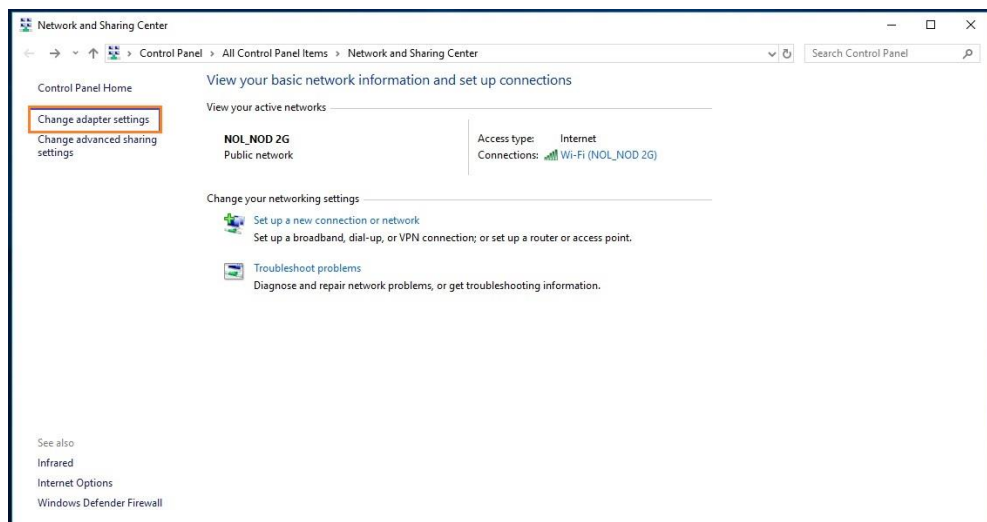 Network and Sharing Center
Control Panel > All Control Panel Items > Network and Sharing Center
Search Control Panel
Control Panel Home
Change adapter settings
Change advanced sharing
settings
View your basic network information and set up connections
View your active networks
NOL_NOD 2G
Public network
Access type: Internet
Connections: Wi-Fi (NOL_NOD 2G)
Change your networking settings
Set up a new connection or network
Set up a broadband, dial-up, or VPN connection; or set up a router or access point.
Troubleshoot problems
Diagnose and repair network problems, or get troubleshooting information.
See also
Infrared
Internet Options
Windows Defender Firewall